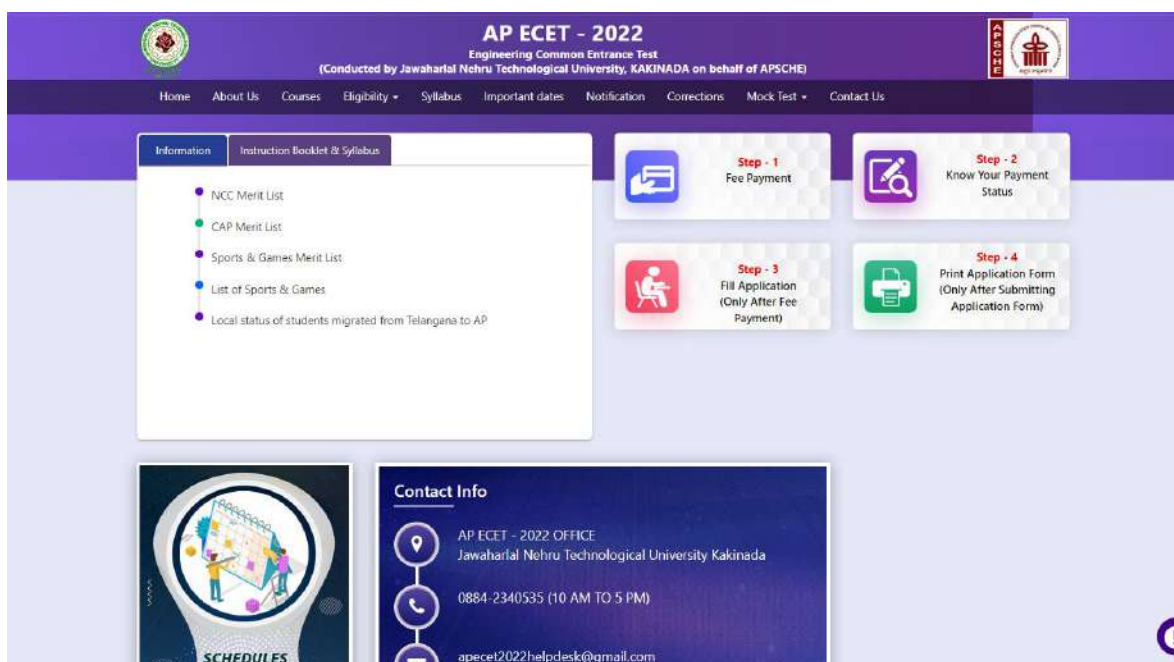 AP ECET - 2022
Engineering Common Entrance Test
(Conducted by Jawaharlal Nehru Technological University, KAKINADA on behalf of APSCHE)
APSCHE
Home About Us Courses Eligibility Syllabus Important dates Notification Corrections Mock Test Contact Us
Information Instruction Booklet & Syllabus
NCC Merit List
CAP Merit List
Sports & Games Merit List
List of Sports & Games
Local status of students migrated from Telangana to AP
Step - 1
Fee Payment
Step - 2
Know Your Payment
Status
Step - 3
Fill Application
(Only After Fee
Payment)
Step - 4
Print Application Form
(Only After Submitting
Application Form)
SCHEDULES
Contact Info
AP ECET - 2022 OFFICE
Jawaharlal Nehru Technological University Kakinada
0884-2340535 (10 AM TO 5 PM)
apecet2022helpdesk@gmail.com